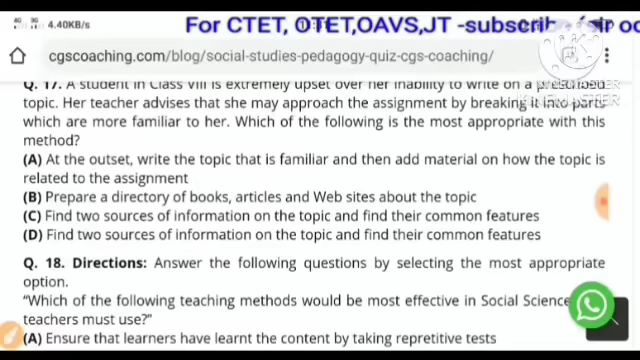 For CTET, OTET,OAVS,JT -subscribe
4.40KB/s
cgscoaching.com/blog/social-studies-pedagogy-quiz-cgs-coaching/
Q. 17. A student in Class VIII is extremely upset over her inability to write on a prescribed
topic. Her teacher advises that she may approach the assignment by breaking it into parts
which are more familiar to her. Which of the following is the most appropriate with this
method?
(A) At the outset, write the topic that is familiar and then add material on how the topic is
related to the assignment
(B) Prepare a directory of books, articles and Web sites about the topic
(C) Find two sources of information on the topic and find their common features
(D) Find two sources of information on the topic and find their common features
Q. 18. Directions: Answer the following questions by selecting the most appropriate
option.
“Which of the following teaching methods would be most effective in Social Science
teachers must use?”
(A) Ensure that learners have learnt the content by taking repretitive tests